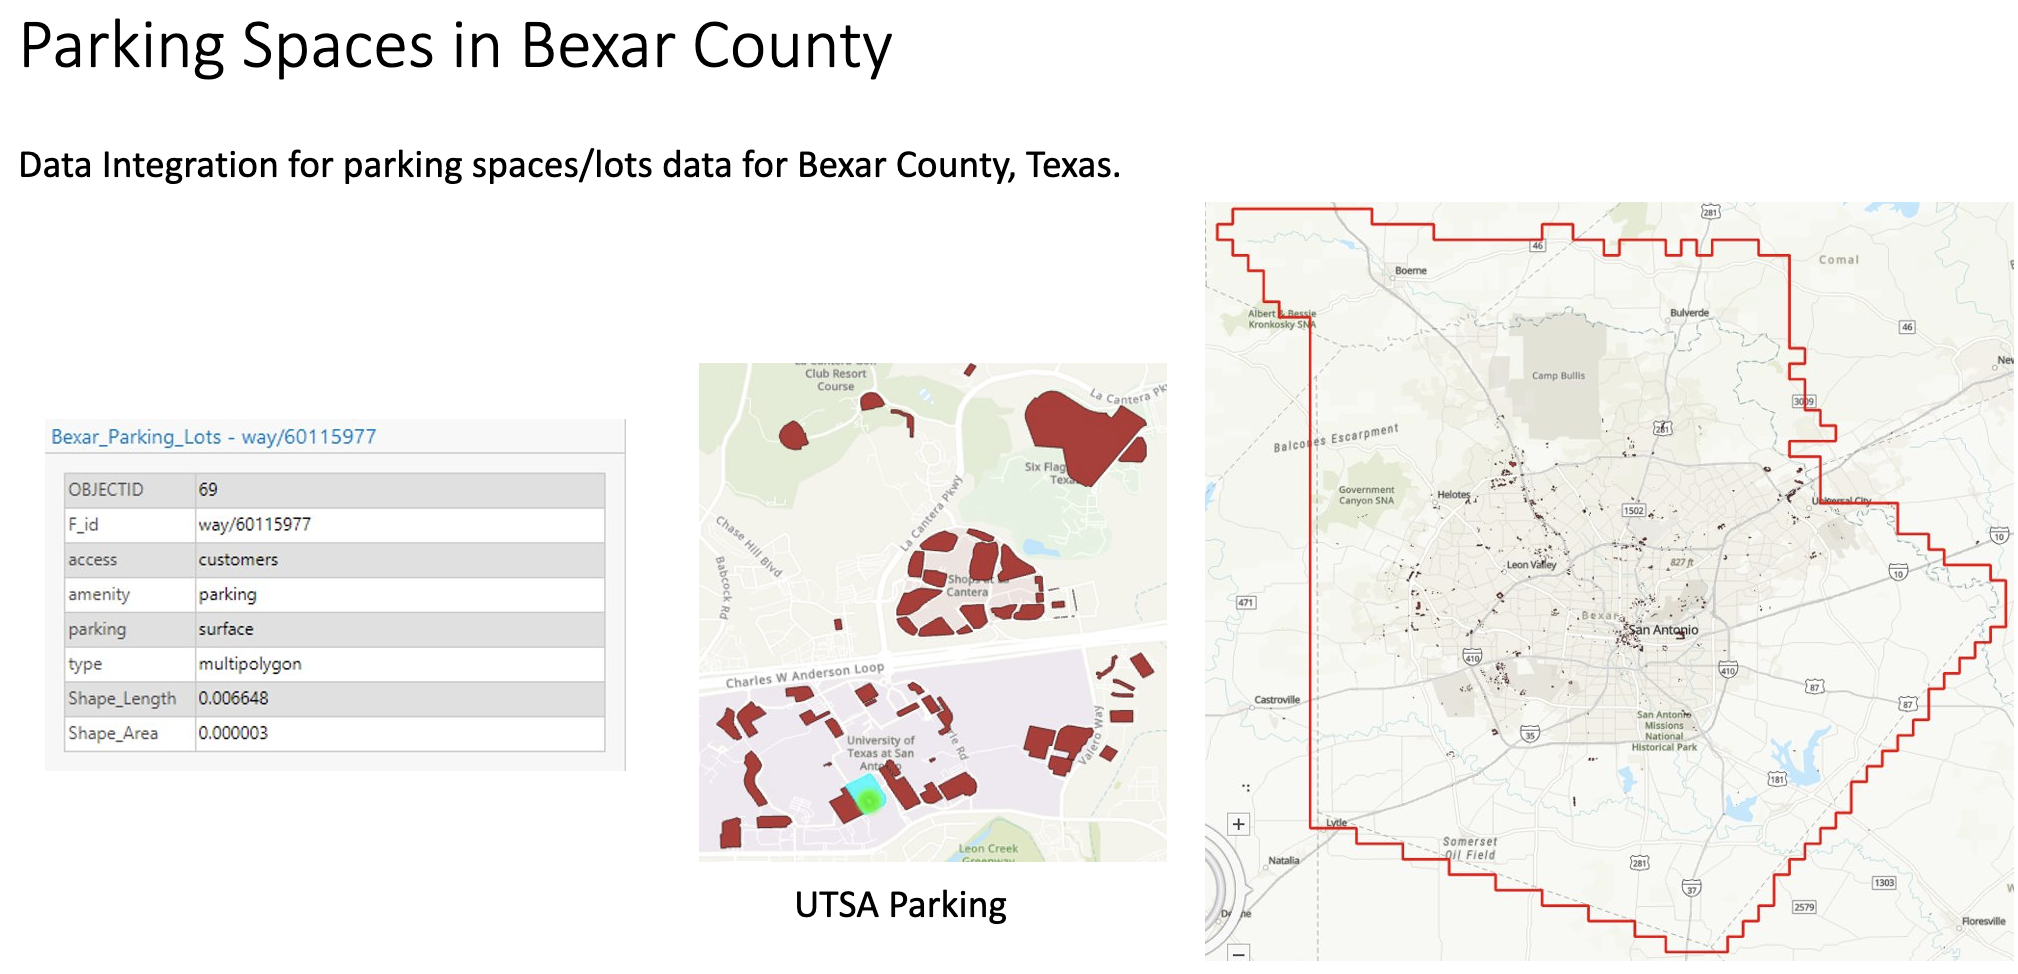 Parking Spaces in Bexar County
Data Integration for parking spaces/lots data for Bexar County, Texas.
Bexar_Parking_Lots - way/60115977
OBJECTID 69
F_id way/60115977
access customers
amenity parking
parking surface
type multipolygon
Shape_Length 0.006648
Shape_Area 0.000003
Club Resort
Course
La Cantera Pk
Six Flag
Texa
La Cantera Pkwy
Chase Hill Blvd
Babcock Rd
Shops at La
Cantera
Charles W Anderson Loop
University of
Texas at San
Antonio
Valero Way
Leon Creek
Greenway
UTSA Parking
281
46
Comal
Boerne
Albert & Bessie
Kronkosky SNA
Bulverde
46
New
Camp Bullis
3009
281
Balcones Escarpment
Government
Canyon SNA
Helotes
Universal City
1502
10
Leon Valley
827 ft
10
471
Bexar
San Antonio
410
410
87
Castroville
87
San Antonio
Missions
National
Historical Park
35
181
+
Lytle
Somerset
Oil Field
Natalia
281
37
1303
2579
Floresville
−